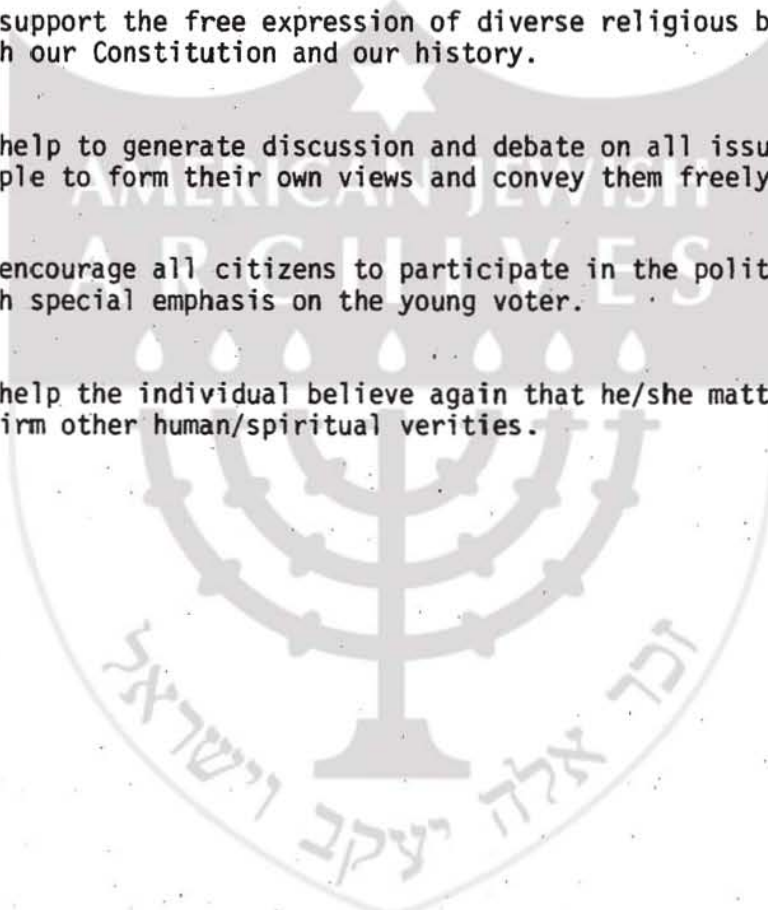 support the free expression of diverse religious b
h our Constitution and our history.
help to generate discussion and debate on all issu
ple to form their own views and convey them freely
AMERICAN JEWISH
ARCHIVES
encourage all citizens to participate in the polit
h special emphasis on the young voter.
help the individual believe again that he/she matt
irm other human/spiritual verities.
זכר אלה יעקב וישראל